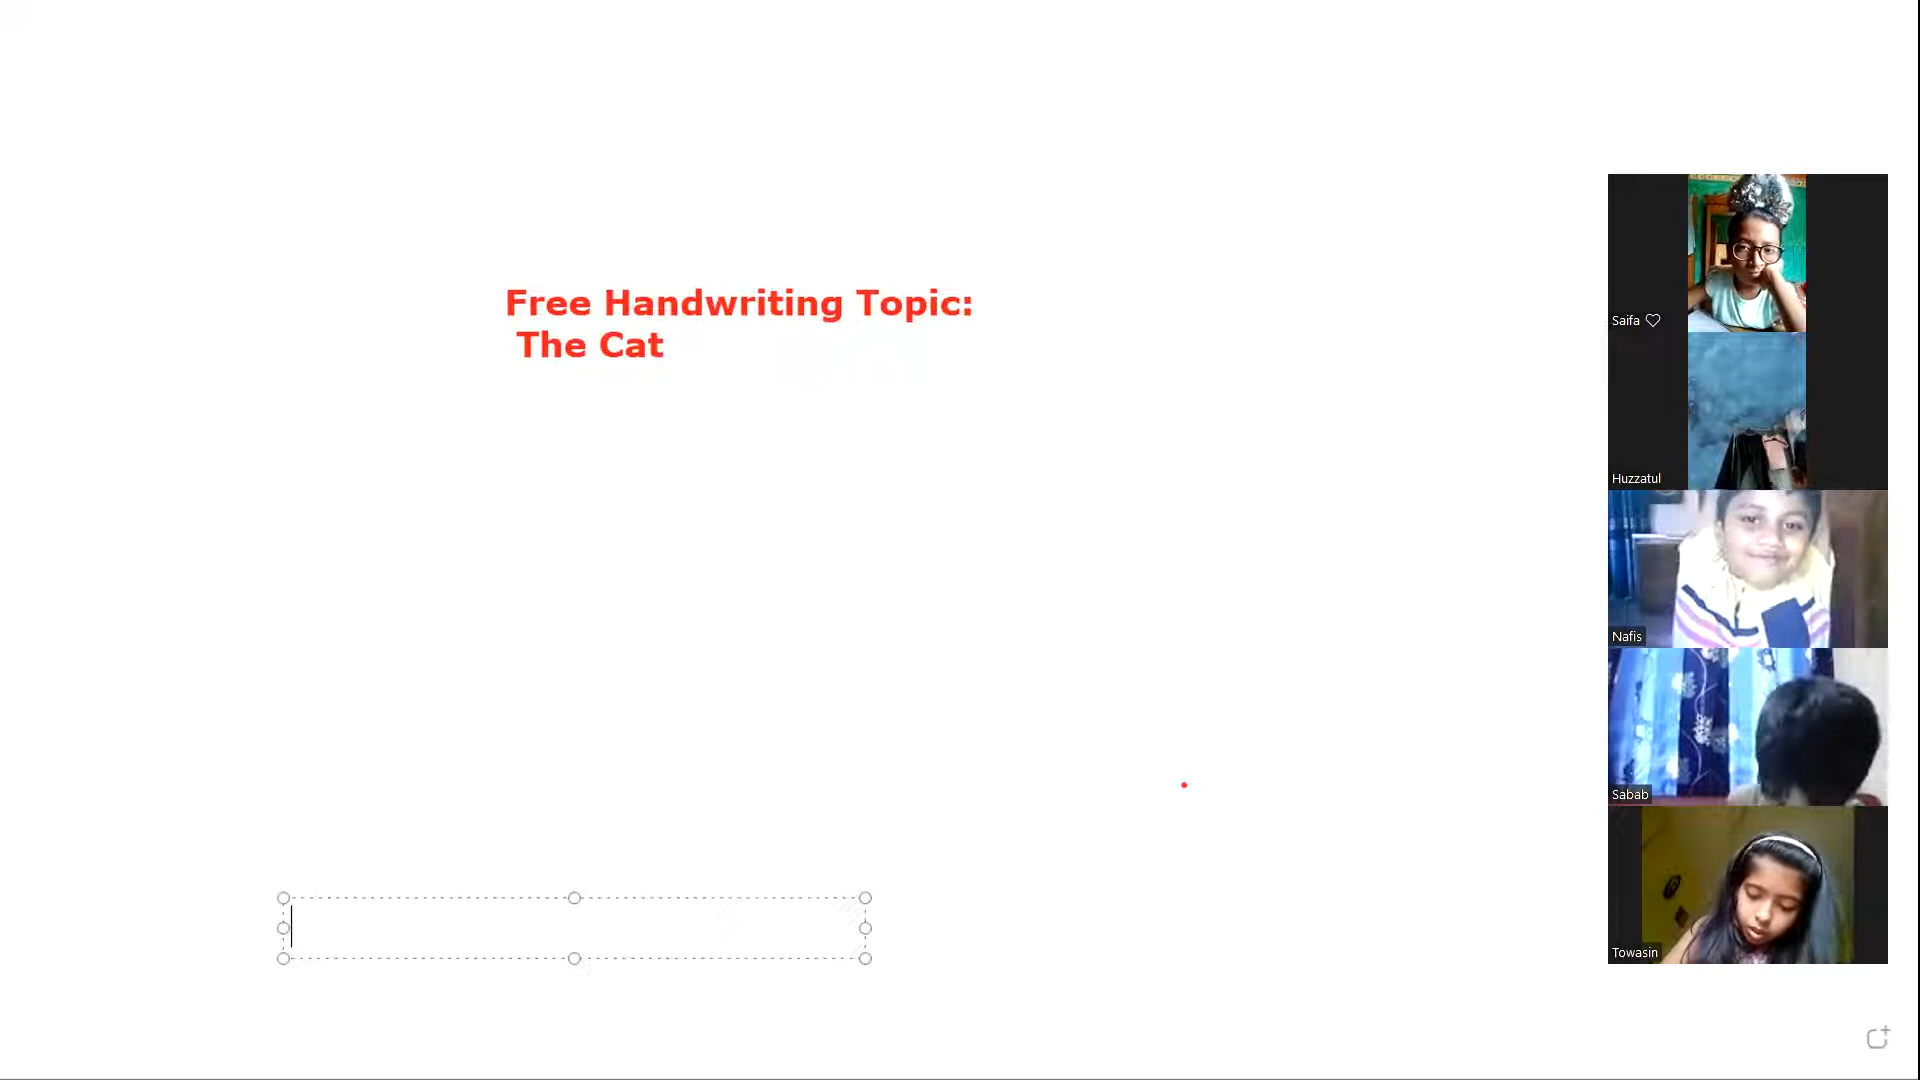 Free Handwriting Topic:
The Cat
Saifa ♡
Huzzatul
Nafis
Sabab
Towasin